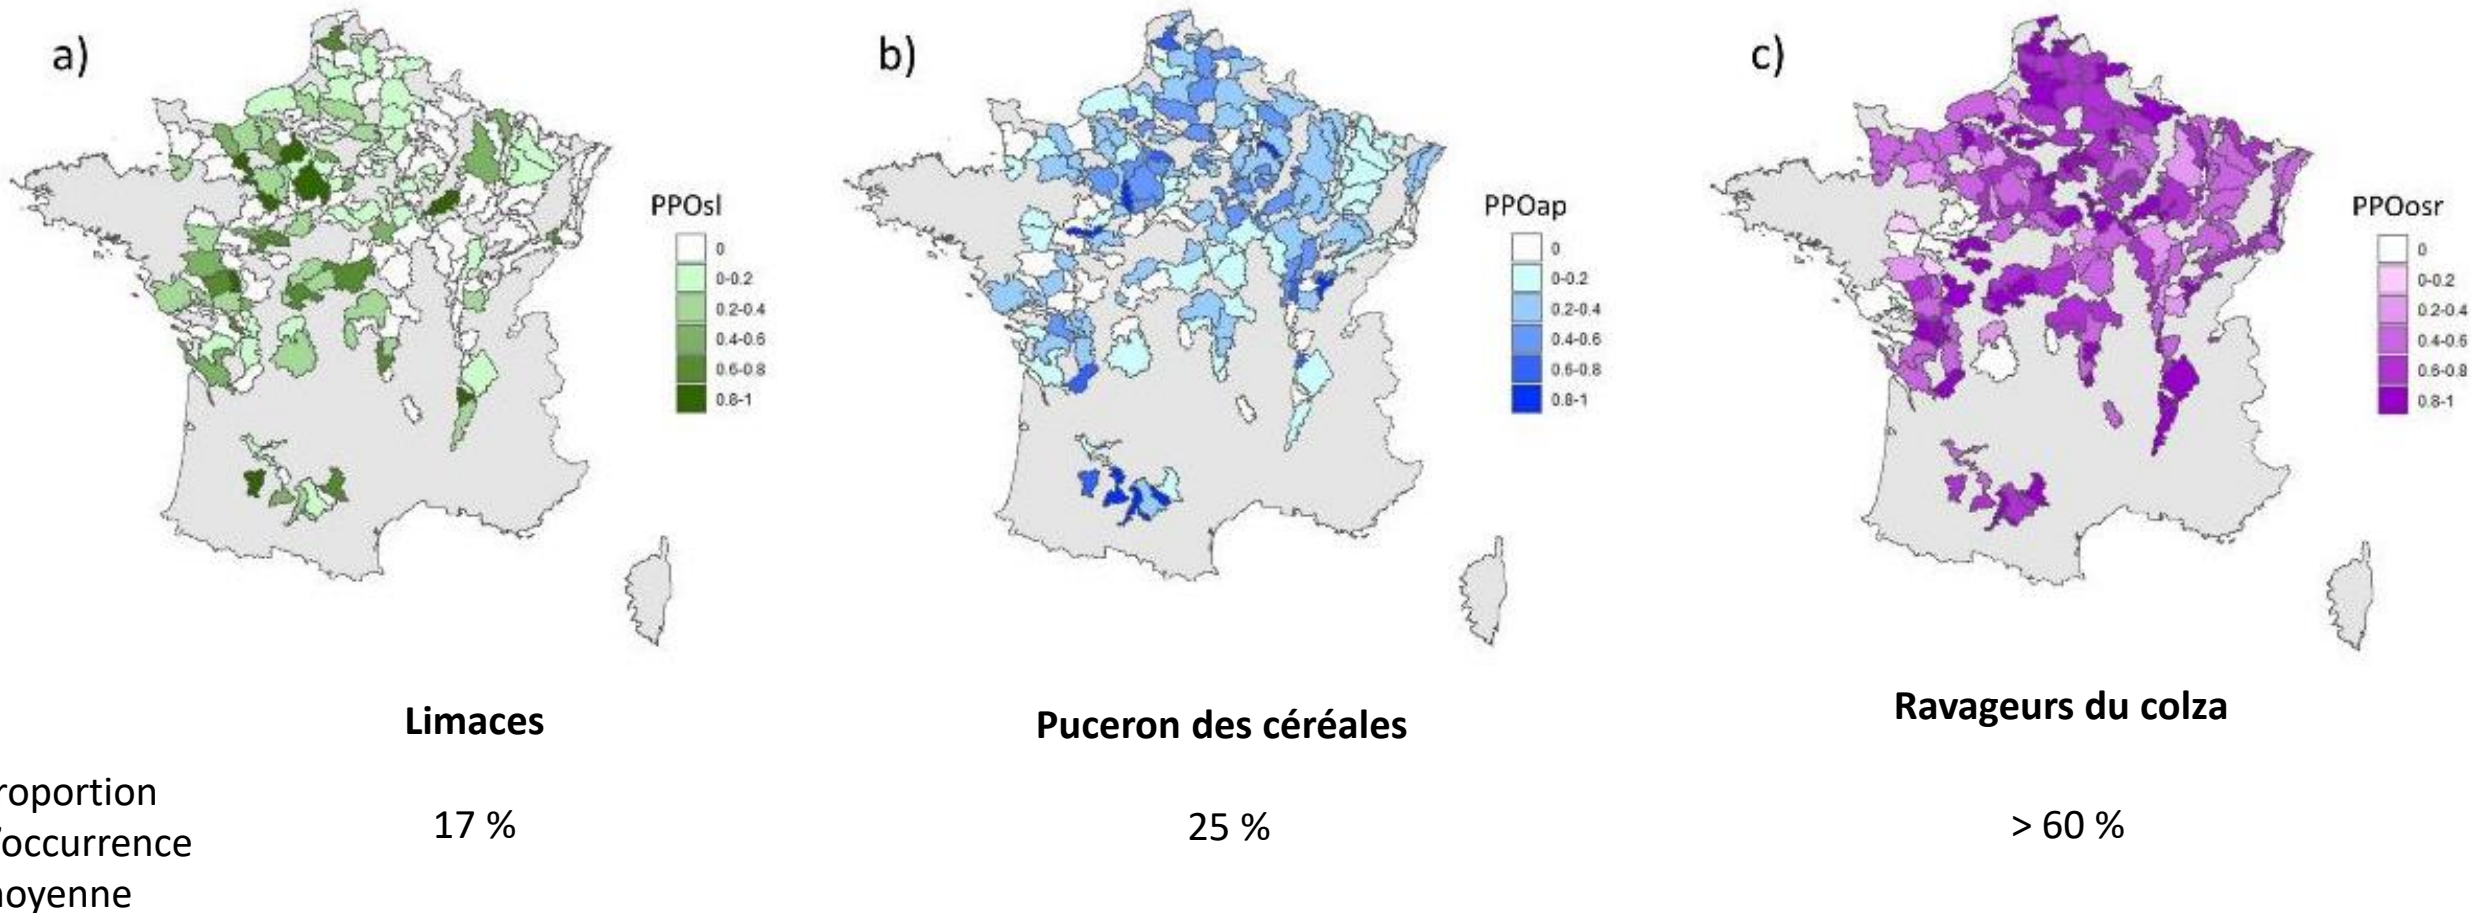 a)
PPOsl
0
0-0.2
0.2-0.4
0.4-0.6
0.6-0.8
0.8-1
b)
PPOap
0
0-0.2
0.2-0.4
0.4-0.6
0.6-0.8
0.8-1
c)
PPOosr
0
0-0.2
0.2-0.4
0.4-0.6
0.6-0.8
0.8-1
Limaces
Puceron des céréales
Ravageurs du colza
roportion
'occurrence
noyenne
17 %
25 %
> 60 %